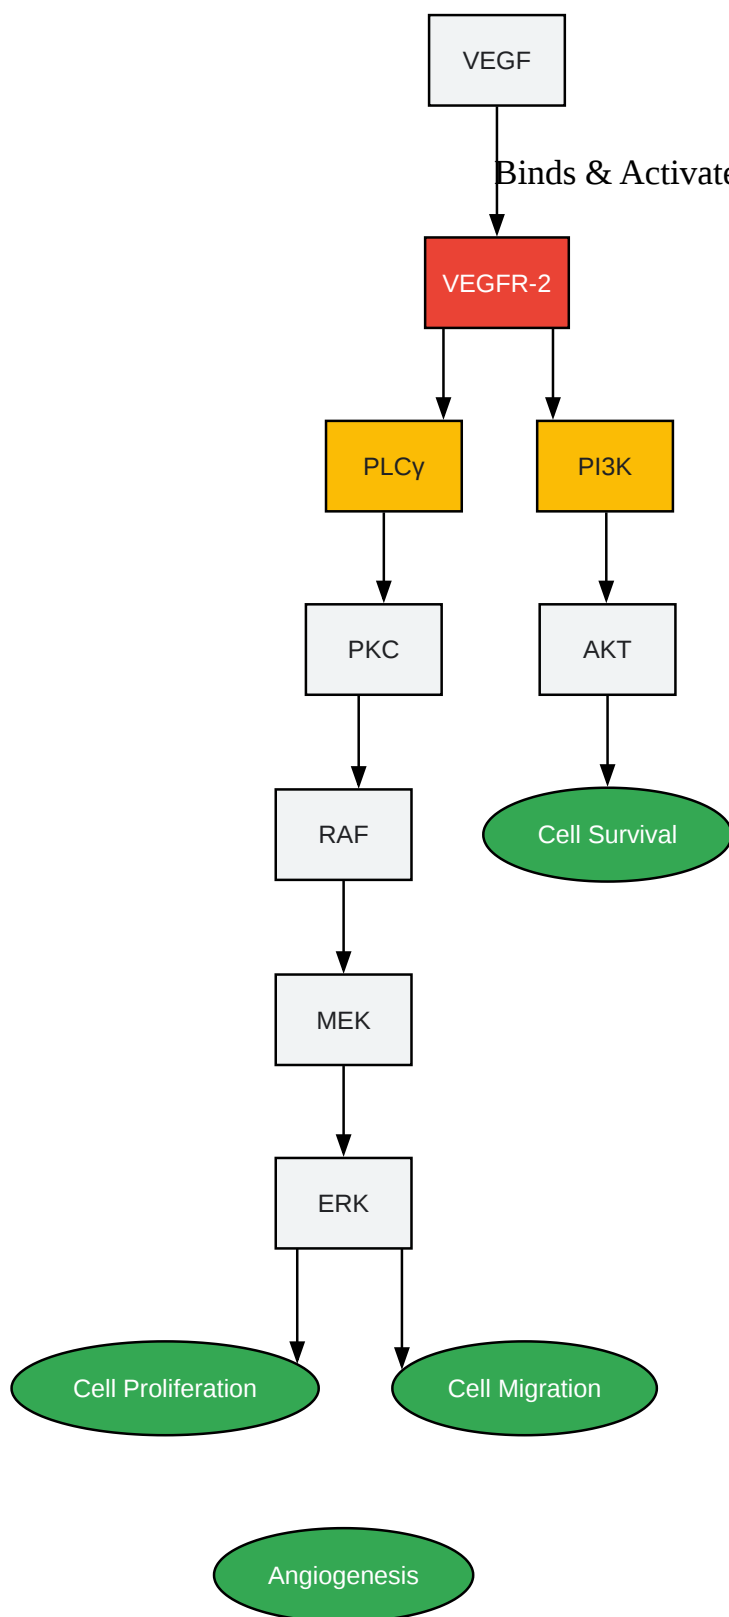 VEGF
Binds & Activate
VEGFR-2
PLCγ
PI3K
PKC
AKT
RAF
Cell Survival
MEK
ERK
Cell Proliferation
Cell Migration
Angiogenesis